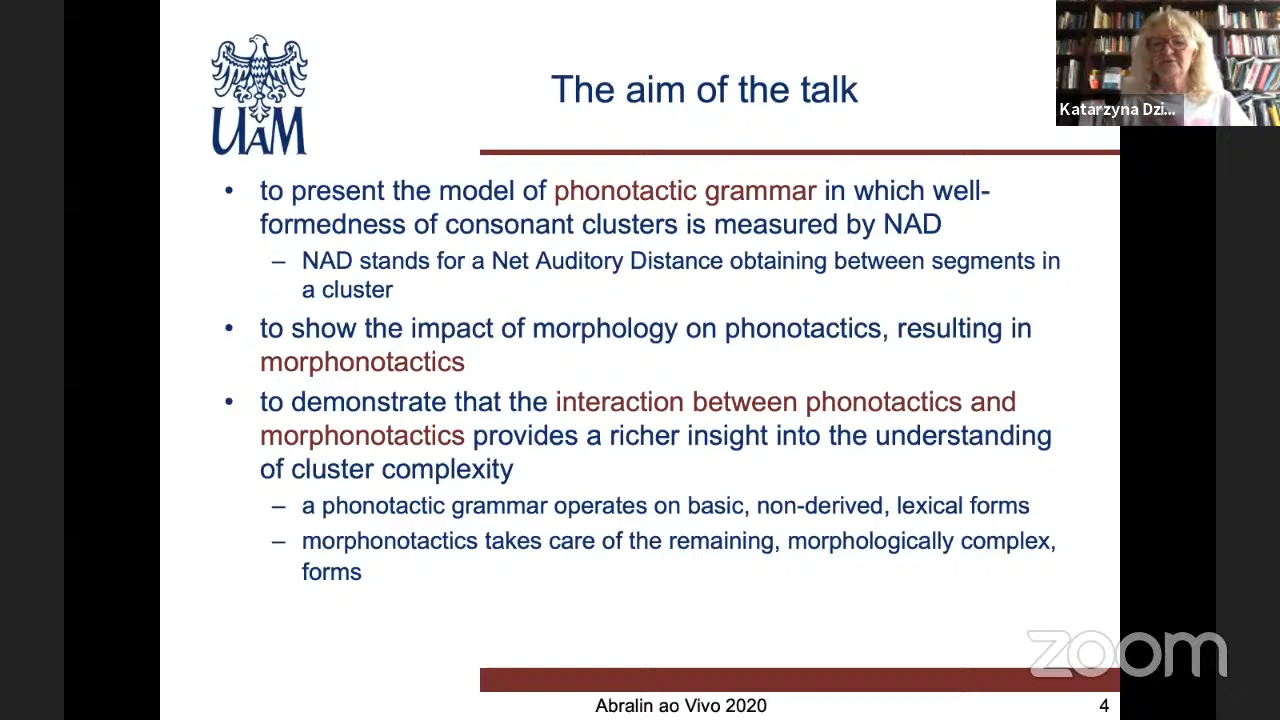 UAM
The aim of the talk
Katarzyna Dzi...
• to present the model of phonotactic grammar in which well-
formedness of consonant clusters is measured by NAD
– NAD stands for a Net Auditory Distance obtaining between segments in
a cluster
• to show the impact of morphology on phonotactics, resulting in
morphonotactics
• to demonstrate that the interaction between phonotactics and
morphonotactics provides a richer insight into the understanding
of cluster complexity
– a phonotactic grammar operates on basic, non-derived, lexical forms
– morphonotactics takes care of the remaining, morphologically complex,
forms
zoom
Abralin ao Vivo 2020
4